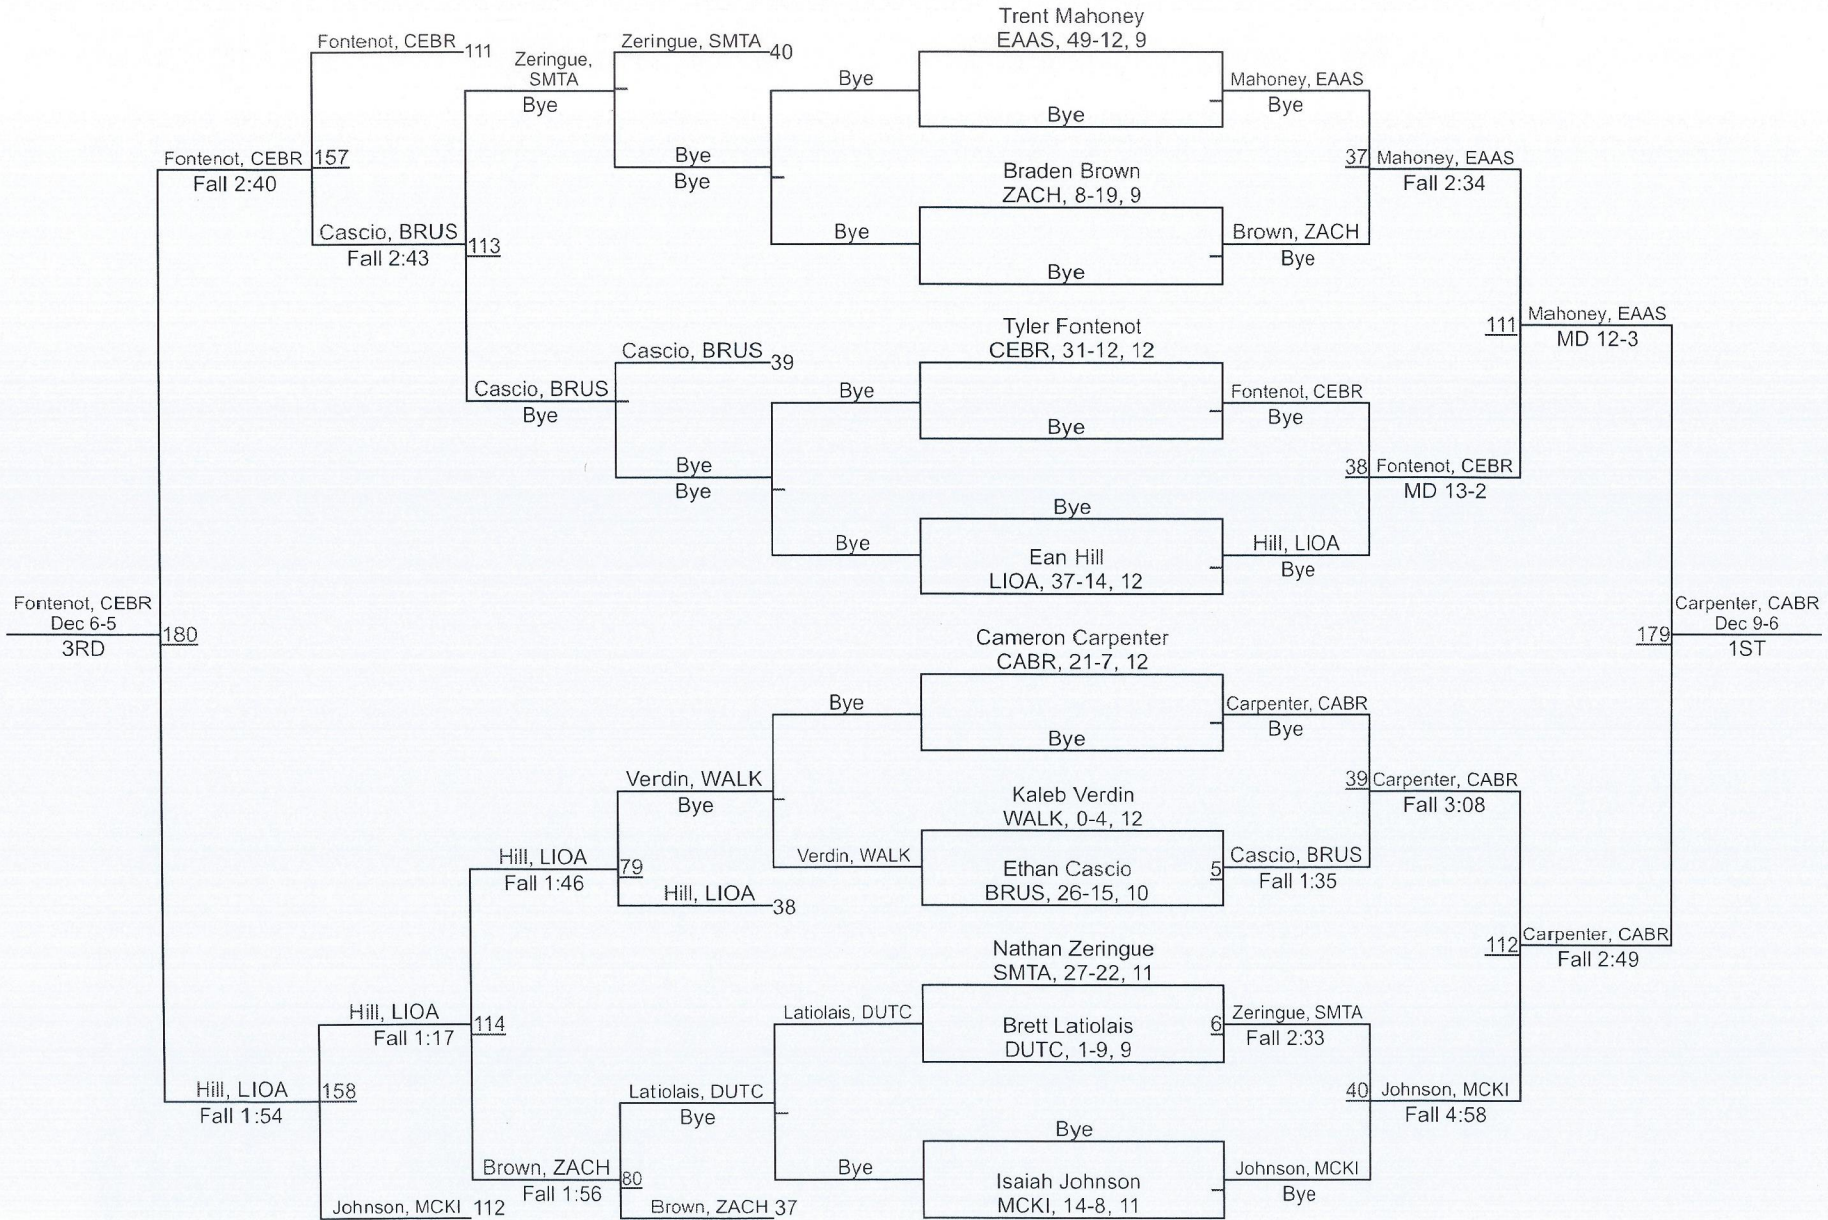 Fontenot, CEBR
111
Zeringue,
SMTA
Bye
Zeringue, SMTA
40
Fontenot, CEBR
157
Fall 2:40
Cascio, BRUS
113
Fall 2:43
Bye
Bye
Cascio, BRUS
Bye
Cascio, BRUS
39
Bye
Bye
Fontenot, CEBR
Dec 6-5
180
3RD
Verdin, WALK
Bye
Hill, LIOA
79
Fall 1:46
Hill, LIOA
38
Hill, LIOA
114
Fall 1:17
Hill, LIOA
158
Fall 1:54
Latiolais, DUTC
Bye
Brown, ZACH
80
Fall 1:56
Johnson, MCKI
112
Brown, ZACH
37
Bye
Bye
Bye
Bye
Bye
Verdin, WALK
Latiolais, DUTC
Bye
Trent Mahoney
EAAS, 49-12, 9
Bye
Braden Brown
ZACH, 8-19, 9
Bye
Tyler Fontenot
CEBR, 31-12, 12
Bye
Bye
Ean Hill
LIOA, 37-14, 12
Cameron Carpenter
CABR, 21-7, 12
Bye
Kaleb Verdin
WALK, 0-4, 12
Ethan Cascio
BRUS, 26-15, 10
5
Nathan Zeringue
SMTA, 27-22, 11
Brett Latiolais
DUTC, 1-9, 9
6
Bye
Isaiah Johnson
MCKI, 14-8, 11
Mahoney, EAAS
Bye
37
Brown, ZACH
Bye
Fontenot, CEBR
Bye
38
Hill, LIOA
Bye
Carpenter, CABR
Bye
39
Cascio, BRUS
Fall 1:35
Zeringue, SMTA
Fall 2:33
40
Johnson, MCKI
Bye
Mahoney, EAAS
Fall 2:34
111
Fontenot, CEBR
MD 13-2
Carpenter, CABR
Fall 3:08
112
Johnson, MCKI
Fall 4:58
Mahoney, EAAS
MD 12-3
179
Carpenter, CABR
Fall 2:49
Carpenter, CABR
Dec 9-6
1ST